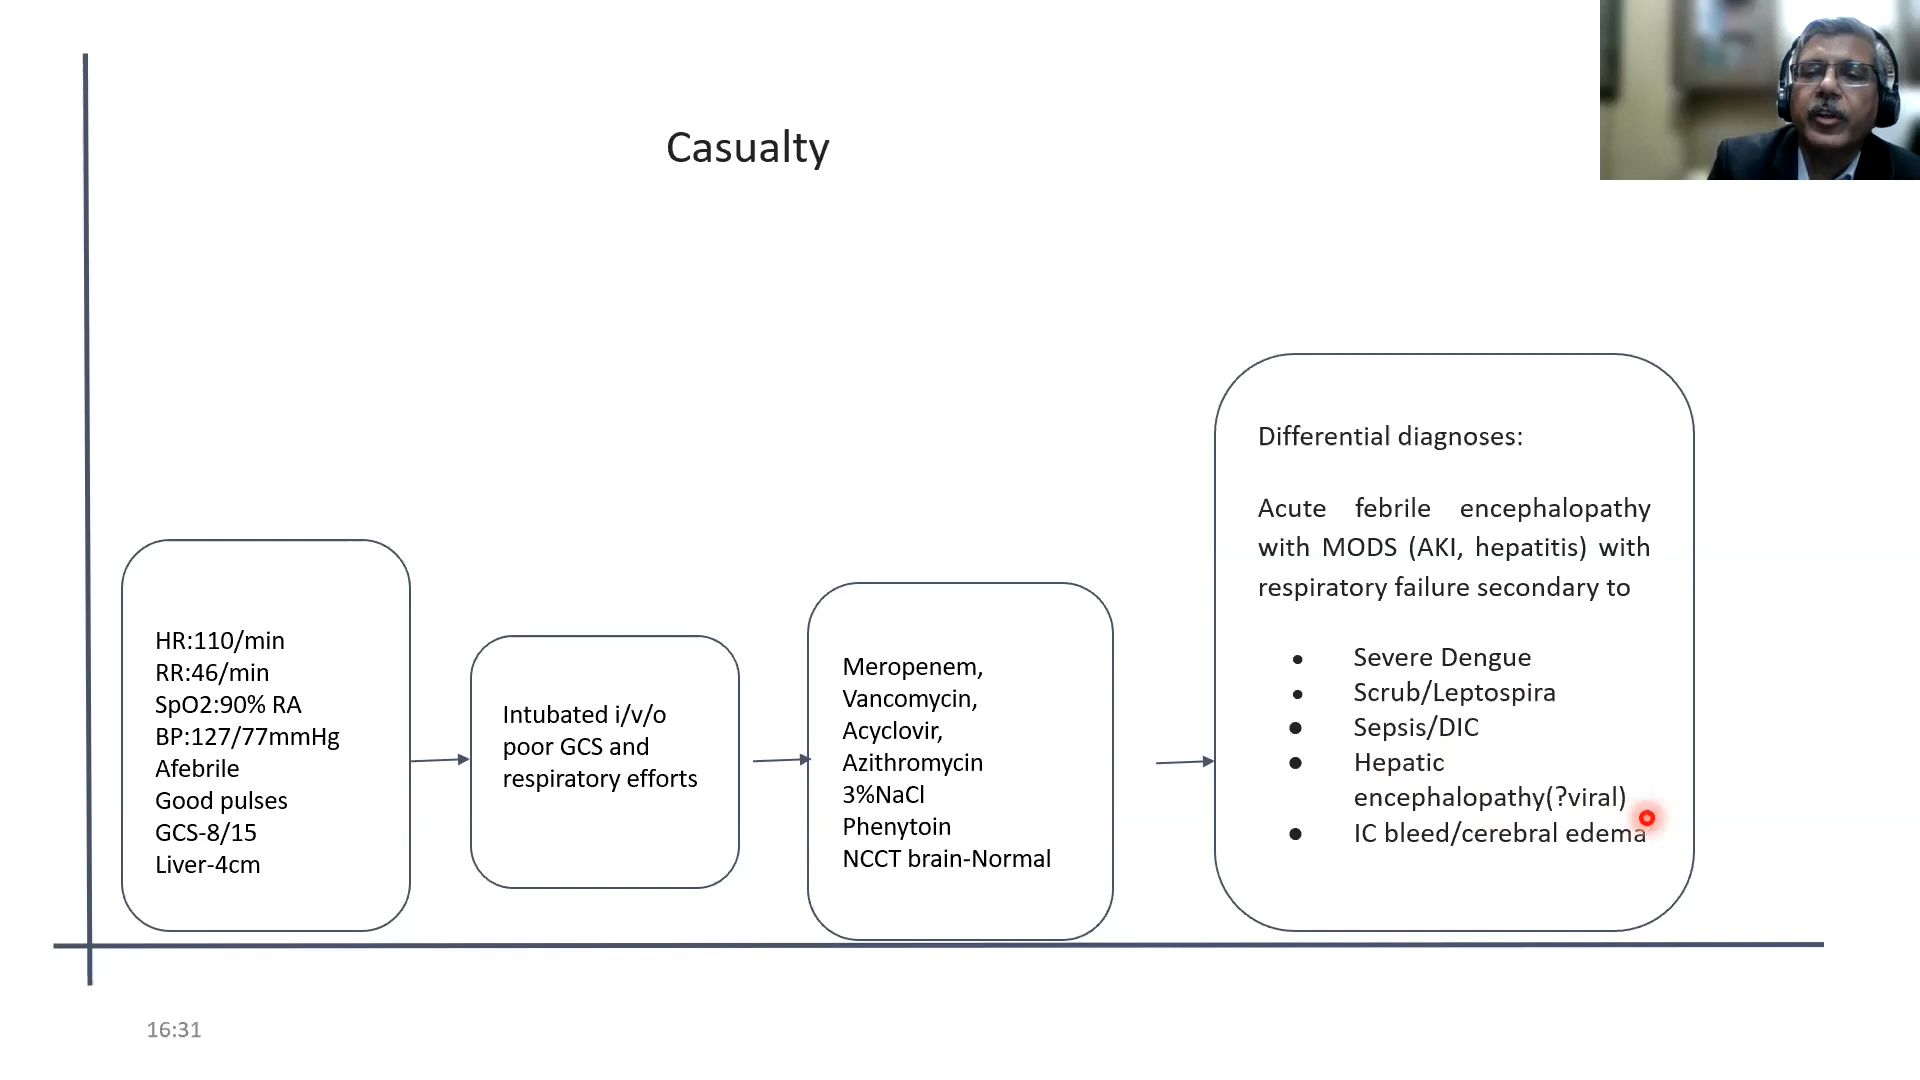 Casualty
HR:110/min
RR:46/min
SpO2:90% RA
BP:127/77mmHg
Afebrile
Good pulses
GCS-8/15
Liver-4cm
Intubated i/v/o
poor GCS and
respiratory efforts
Meropenem,
Vancomycin,
Acyclovir,
Azithromycin
3%NaCl
Phenytoin
NCCT brain-Normal
Differential diagnoses:
Acute febrile encephalopathy
with MODS (AKI, hepatitis) with
respiratory failure secondary to
• Severe Dengue
• Scrub/Leptospira
• Sepsis/DIC
• Hepatic
encephalopathy(?viral)
• IC bleed/cerebral edema
16:31